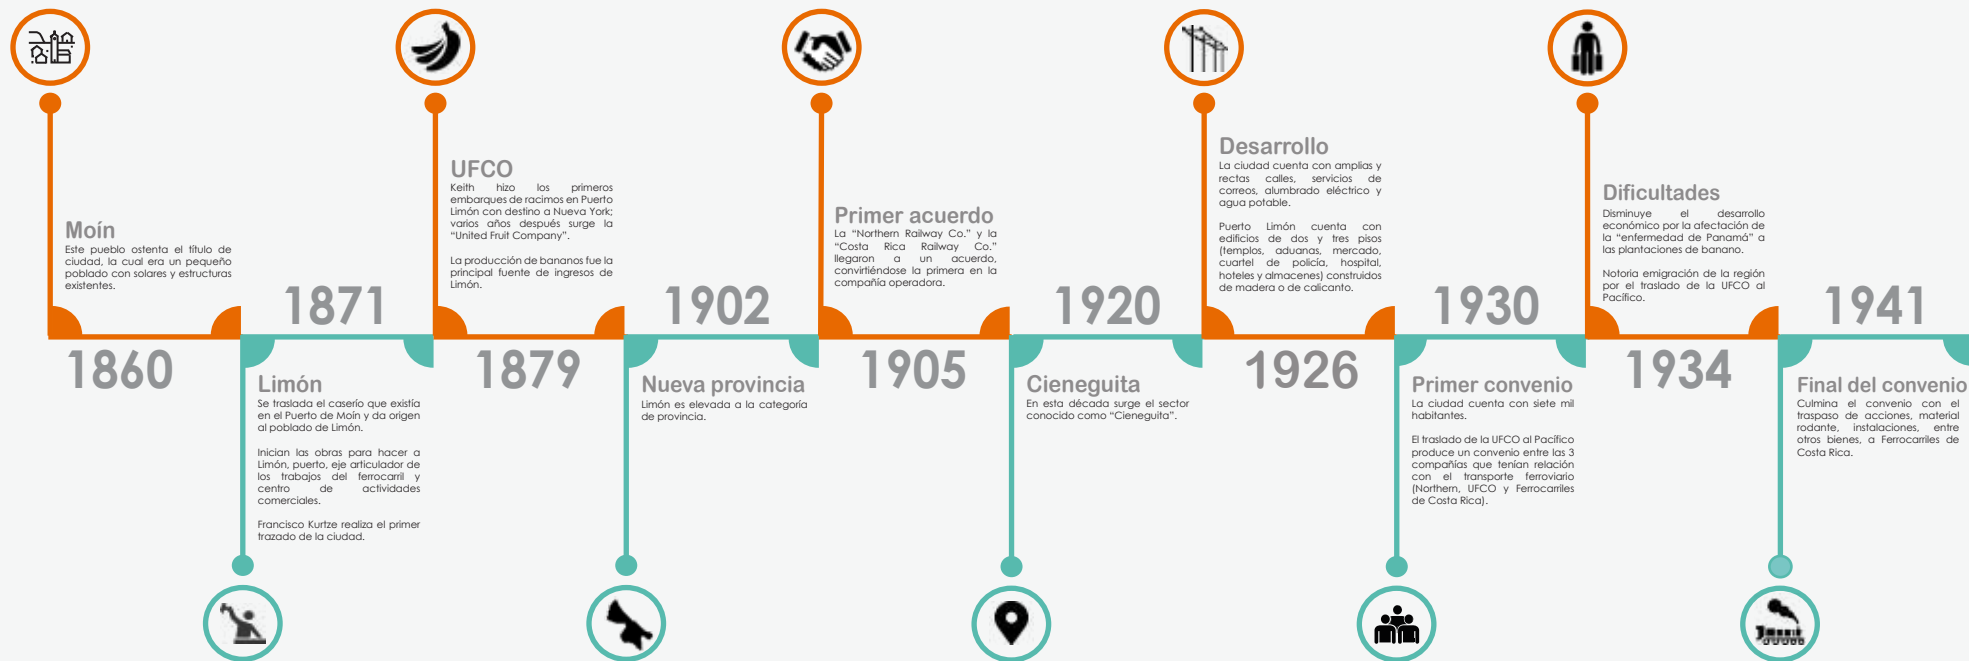 Moín
Este pueblo ostenta el título de
ciudad, la cual era un pequeño
poblado con solares y estructuras
existentes.
1860
1871
Limón
Se traslada el caserío que existía
en el Puerto de Moín y da origen
al poblado de Limón.
Inician las obras para hacer a
Limón, puerto, eje articulador de
los trabajos del ferrocarril y
centro de actividades
comerciales.
Francisco Kurtze realiza el primer
trazado de la ciudad.
UFCO
Keith hizo los primeros
embarques de racimos en Puerto
Limón con destino a Nueva York;
varios años después surge la
“United Fruit Company”.
La producción de bananos fue la
principal fuente de ingresos de
Limón.
1879
1902
Nueva provincia
Limón es elevada a la categoría
de provincia.
Primer acuerdo
La “Northern Railway Co.” y la
“Costa Rica Railway Co.”
llegaron a un acuerdo,
convirtiéndose la primera en la
compañía operadora.
1905
1920
Cieneguita
En esta década surge el sector
conocido como “Cieneguita”.
Desarrollo
La ciudad cuenta con amplias y
rectas calles, servicios de
correos, alumbrado eléctrico y
agua potable.
Puerto Limón cuenta con
edificios de dos y tres pisos
(templos, aduanas, mercado,
cuartel de policía, hospital,
hoteles y almacenes) construidos
de madera o de calicanto.
1926
1930
Primer convenio
La ciudad cuenta con siete mil
habitantes.
El traslado de la UFCO al Pacífico
produce un convenio entre las 3
compañías que tenían relación
con el transporte ferroviario
(Northern, UFCO y Ferrocarriles
de Costa Rica).
Dificultades
Disminuye el desarrollo
económico por la afectación de
la “enfermedad de Panamá” a
las plantaciones de banano.
Notoria emigración de la región
por el traslado de la UFCO al
Pacífico.
1934
1941
Final del convenio
Culmina el convenio con el
traspaso de acciones, material
rodante, instalaciones, entre
otros bienes, a Ferrocarriles de
Costa Rica.